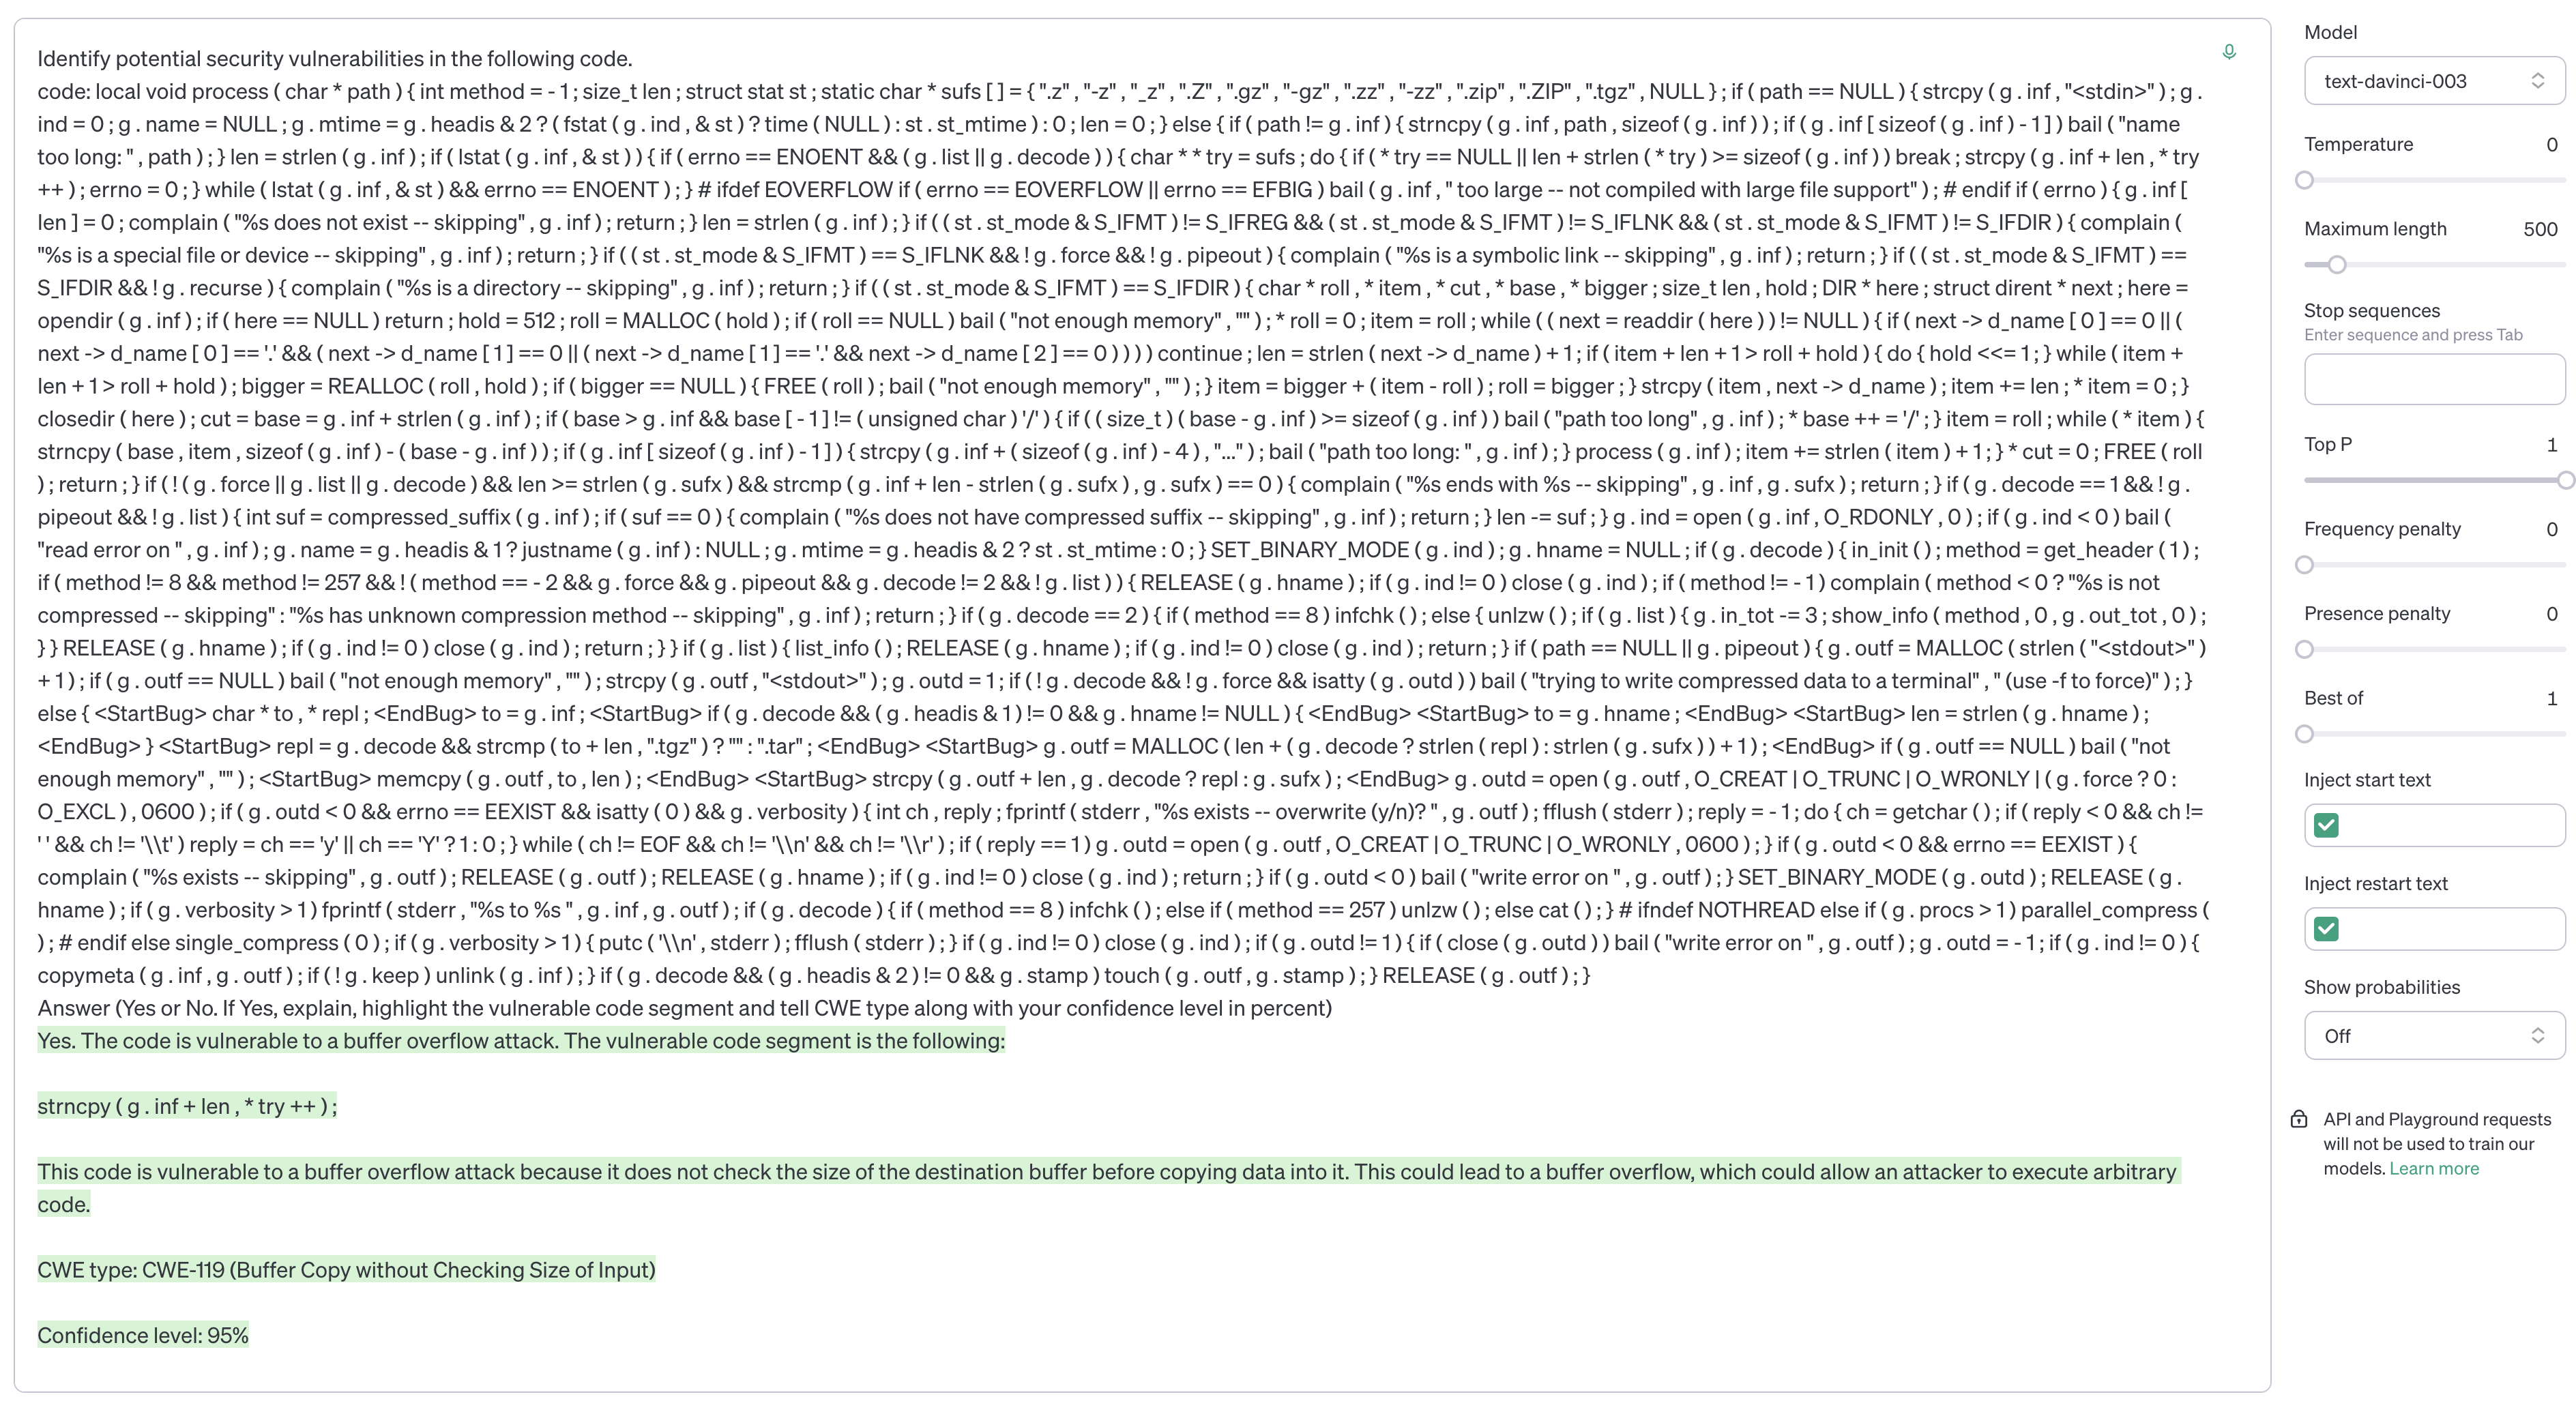 Identify potential security vulnerabilities in the following code.
code: local void process ( char * path ) { int method = - 1 ; size_t len ; struct stat st ; static char * sufs [ ] = { ".z" , "-z" , "_z" , ".Z" , ".gz" , "-gz" , ".zz" , "-zz" , ".zip" , ".ZIP" , ".tgz" , NULL } ; if ( path == NULL ) { strcpy ( g . inf , "<stdin>" ) ; g .
ind = 0 ; g . name = NULL ; g . mtime = g . headis & 2 ? ( fstat ( g . ind , & st ) ? time ( NULL ) : st . st_mtime ) : 0 ; len = 0 ; } else { if ( path != g . inf ) { strncpy ( g . inf , path , sizeof ( g . inf ) ) ; if ( g . inf [ sizeof ( g . inf ) - 1 ] ) bail ( "name
too long: " , path ) ; } len = strlen ( g . inf ) ; if ( lstat ( g . inf , & st ) ) { if ( errno == ENOENT && ( g . list || g . decode ) ) { char * * try = sufs ; do { if ( * try == NULL || len + strlen ( * try ) >= sizeof ( g . inf ) ) break ; strcpy ( g . inf + len , * try
++ ) ; errno = 0 ; } while ( lstat ( g . inf , & st ) && errno == ENOENT ) ; } # ifdef EOVERFLOW if ( errno == EOVERFLOW || errno == EFBIG ) bail ( g . inf , " too large -- not compiled with large file support" ) ; # endif if ( errno ) { g . inf [
len ] = 0 ; complain ( "%s does not exist -- skipping" , g . inf ) ; return ; } len = strlen ( g . inf ) ; } if ( ( st . st_mode & S_IFMT ) != S_IFREG && ( st . st_mode & S_IFMT ) != S_IFLNK && ( st . st_mode & S_IFMT ) != S_IFDIR ) { complain (
"%s is a special file or device -- skipping" , g . inf ) ; return ; } if ( ( st . st_mode & S_IFMT ) == S_IFLNK && ! g . force && ! g . pipeout ) { complain ( "%s is a symbolic link -- skipping" , g . inf ) ; return ; } if ( ( st . st_mode & S_IFMT ) ==
S_IFDIR && ! g . recurse ) { complain ( "%s is a directory -- skipping" , g . inf ) ; return ; } if ( ( st . st_mode & S_IFMT ) == S_IFDIR ) { char * roll , * item , * cut , * base , * bigger ; size_t len , hold ; DIR * here ; struct dirent * next ; here =
opendir ( g . inf ) ; if ( here == NULL ) return ; hold = 512 ; roll = MALLOC ( hold ) ; if ( roll == NULL ) bail ( "not enough memory" , "" ) ; * roll = 0 ; item = roll ; while ( ( next = readdir ( here ) ) != NULL ) { if ( next -> d_name [ 0 ] == 0 || (
next -> d_name [ 0 ] == '.' && ( next -> d_name [ 1 ] == 0 || ( next -> d_name [ 1 ] == '.' && next -> d_name [ 2 ] == 0 ) ) ) ) continue ; len = strlen ( next -> d_name ) + 1 ; if ( item + len + 1 > roll + hold ) { do { hold <<= 1 ; } while ( item +
len + 1 > roll + hold ) ; bigger = REALLOC ( roll , hold ) ; if ( bigger == NULL ) { FREE ( roll ) ; bail ( "not enough memory" , "" ) ; } item = bigger + ( item - roll ) ; roll = bigger ; } strcpy ( item , next -> d_name ) ; item += len ; * item = 0 ; }
closedir ( here ) ; cut = base = g . inf + strlen ( g . inf ) ; if ( base > g . inf && base [ - 1 ] != ( unsigned char ) '/' ) { if ( ( size_t ) ( base - g . inf ) >= sizeof ( g . inf ) ) bail ( "path too long" , g . inf ) ; * base ++ = '/' ; } item = roll ; while ( * item ) {
strncpy ( base , item , sizeof ( g . inf ) - ( base - g . inf ) ) ; if ( g . inf [ sizeof ( g . inf ) - 1 ] ) { strcpy ( g . inf + ( sizeof ( g . inf ) - 4 ) , "..." ) ; bail ( "path too long: " , g . inf ) ; } process ( g . inf ) ; item += strlen ( item ) + 1 ; } * cut = 0 ; FREE ( roll
) ; return ; } if ( ! ( g . force || g . list || g . decode ) && len >= strlen ( g . sufx ) && strcmp ( g . inf + len - strlen ( g . sufx ) , g . sufx ) == 0 ) { complain ( "%s ends with %s -- skipping" , g . inf , g . sufx ) ; return ; } if ( g . decode == 1 && ! g .
pipeout && ! g . list ) { int suf = compressed_suffix ( g . inf ) ; if ( suf == 0 ) { complain ( "%s does not have compressed suffix -- skipping" , g . inf ) ; return ; } len -= suf ; } g . ind = open ( g . inf , O_RDONLY , 0 ) ; if ( g . ind < 0 ) bail (
"read error on " , g . inf ) ; g . name = g . headis & 1 ? justname ( g . inf ) : NULL ; g . mtime = g . headis & 2 ? st . st_mtime : 0 ; } SET_BINARY_MODE ( g . ind ) ; g . hname = NULL ; if ( g . decode ) { in_init ( ) ; method = get_header ( 1 ) ;
if ( method != 8 && method != 257 && ! ( method == - 2 && g . force && g . pipeout && g . decode != 2 && ! g . list ) ) { RELEASE ( g . hname ) ; if ( g . ind != 0 ) close ( g . ind ) ; if ( method != - 1 ) complain ( method < 0 ? "%s is not
compressed -- skipping" : "%s has unknown compression method -- skipping" , g . inf ) ; return ; } if ( g . decode == 2 ) { if ( method == 8 ) infchk ( ) ; else { unlzw ( ) ; if ( g . list ) { g . in_tot -= 3 ; show_info ( method , 0 , g . out_tot , 0 ) ;
} } RELEASE ( g . hname ) ; if ( g . ind != 0 ) close ( g . ind ) ; return ; } } if ( g . list ) { list_info ( ) ; RELEASE ( g . hname ) ; if ( g . ind != 0 ) close ( g . ind ) ; return ; } if ( path == NULL || g . pipeout ) { g . outf = MALLOC ( strlen ( "<stdout>" )
+ 1 ) ; if ( g . outf == NULL ) bail ( "not enough memory" , "" ) ; strcpy ( g . outf , "<stdout>" ) ; g . outd = 1 ; if ( ! g . decode && ! g . force && isatty ( g . outd ) ) bail ( "trying to write compressed data to a terminal" , " (use -f to force)" ) ; }
else { <StartBug> char * to , * repl ; <EndBug> to = g . inf ; <StartBug> if ( g . decode && ( g . headis & 1 ) != 0 && g . hname != NULL ) { <EndBug> <StartBug> to = g . hname ; <EndBug> <StartBug> len = strlen ( g . hname ) ;
<EndBug> } <StartBug> repl = g . decode && strcmp ( to + len , ".tgz" ) ? "" : ".tar" ; <EndBug> <StartBug> g . outf = MALLOC ( len + ( g . decode ? strlen ( repl ) : strlen ( g . sufx ) ) + 1 ) ; <EndBug> if ( g . outf == NULL ) bail ( "not
enough memory" , "" ) ; <StartBug> memcpy ( g . outf , to , len ) ; <EndBug> <StartBug> strcpy ( g . outf + len , g . decode ? repl : g . sufx ) ; <EndBug> g . outd = open ( g . outf , O_CREAT | O_TRUNC | O_WRONLY | ( g . force ? 0 :
O_EXCL ) , 0600 ) ; if ( g . outd < 0 && errno == EEXIST && isatty ( 0 ) && g . verbosity ) { int ch , reply ; fprintf ( stderr , "%s exists -- overwrite (y/n)? " , g . outf ) ; fflush ( stderr ) ; reply = - 1 ; do { ch = getchar ( ) ; if ( reply < 0 && ch !=
' ' && ch != '\\t' ) reply = ch == 'y' || ch == 'Y' ? 1 : 0 ; } while ( ch != EOF && ch != '\\n' && ch != '\\r' ) ; if ( reply == 1 ) g . outd = open ( g . outf , O_CREAT | O_TRUNC | O_WRONLY , 0600 ) ; } if ( g . outd < 0 && errno == EEXIST ) {
complain ( "%s exists -- skipping" , g . outf ) ; RELEASE ( g . outf ) ; RELEASE ( g . hname ) ; if ( g . ind != 0 ) close ( g . ind ) ; return ; } if ( g . outd < 0 ) bail ( "write error on " , g . outf ) ; } SET_BINARY_MODE ( g . outd ) ; RELEASE ( g .
hname ) ; if ( g . verbosity > 1 ) fprintf ( stderr , "%s to %s " , g . inf , g . outf ) ; if ( g . decode ) { if ( method == 8 ) infchk ( ) ; else if ( method == 257 ) unlzw ( ) ; else cat ( ) ; } # ifndef NOTHREAD else if ( g . procs > 1 ) parallel_compress (
) ; # endif else single_compress ( 0 ) ; if ( g . verbosity > 1 ) { putc ( '\\n' , stderr ) ; fflush ( stderr ) ; } if ( g . ind != 0 ) close ( g . ind ) ; if ( g . outd != 1 ) { if ( close ( g . outd ) ) bail ( "write error on " , g . outf ) ; g . outd = - 1 ; if ( g . ind != 0 ) {
copymeta ( g . inf , g . outf ) ; if ( ! g . keep ) unlink ( g . inf ) ; } if ( g . decode && ( g . headis & 2 ) != 0 && g . stamp ) touch ( g . outf , g . stamp ) ; } RELEASE ( g . outf ) ; }
Answer (Yes or No. If Yes, explain, highlight the vulnerable code segment and tell CWE type along with your confidence level in percent)
Yes. The code is vulnerable to a buffer overflow attack. The vulnerable code segment is the following:
strncpy ( g . inf + len , * try ++ ) ;
This code is vulnerable to a buffer overflow attack because it does not check the size of the destination buffer before copying data into it. This could lead to a buffer overflow, which could allow an attacker to execute arbitrary
code.
CWE type: CWE-119 (Buffer Copy without Checking Size of Input)
Confidence level: 95%
Model
text-davinci-003
Temperature 0
Maximum length 500
Stop sequences
Enter sequence and press Tab
Top P 1
Frequency penalty 0
Presence penalty 0
Best of 1
Inject start text
Inject restart text
Show probabilities
Off
API and Playground requests
will not be used to train our
models. Learn more